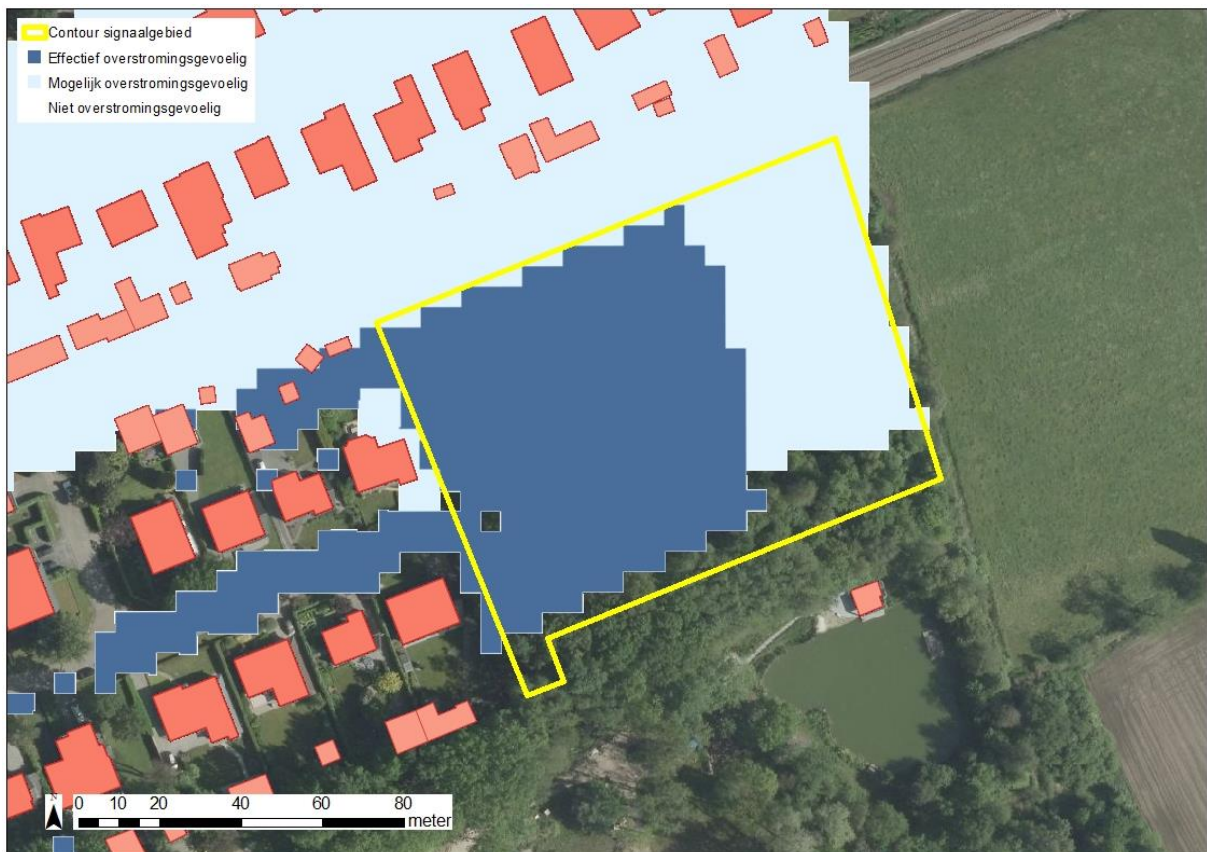 Contour signaalgebied
Effectief overstromingsgevoelig
Mogelijk overstromingsgevoelig
Niet overstromingsgevoelig
N
0 10 20 40 60 80
meter